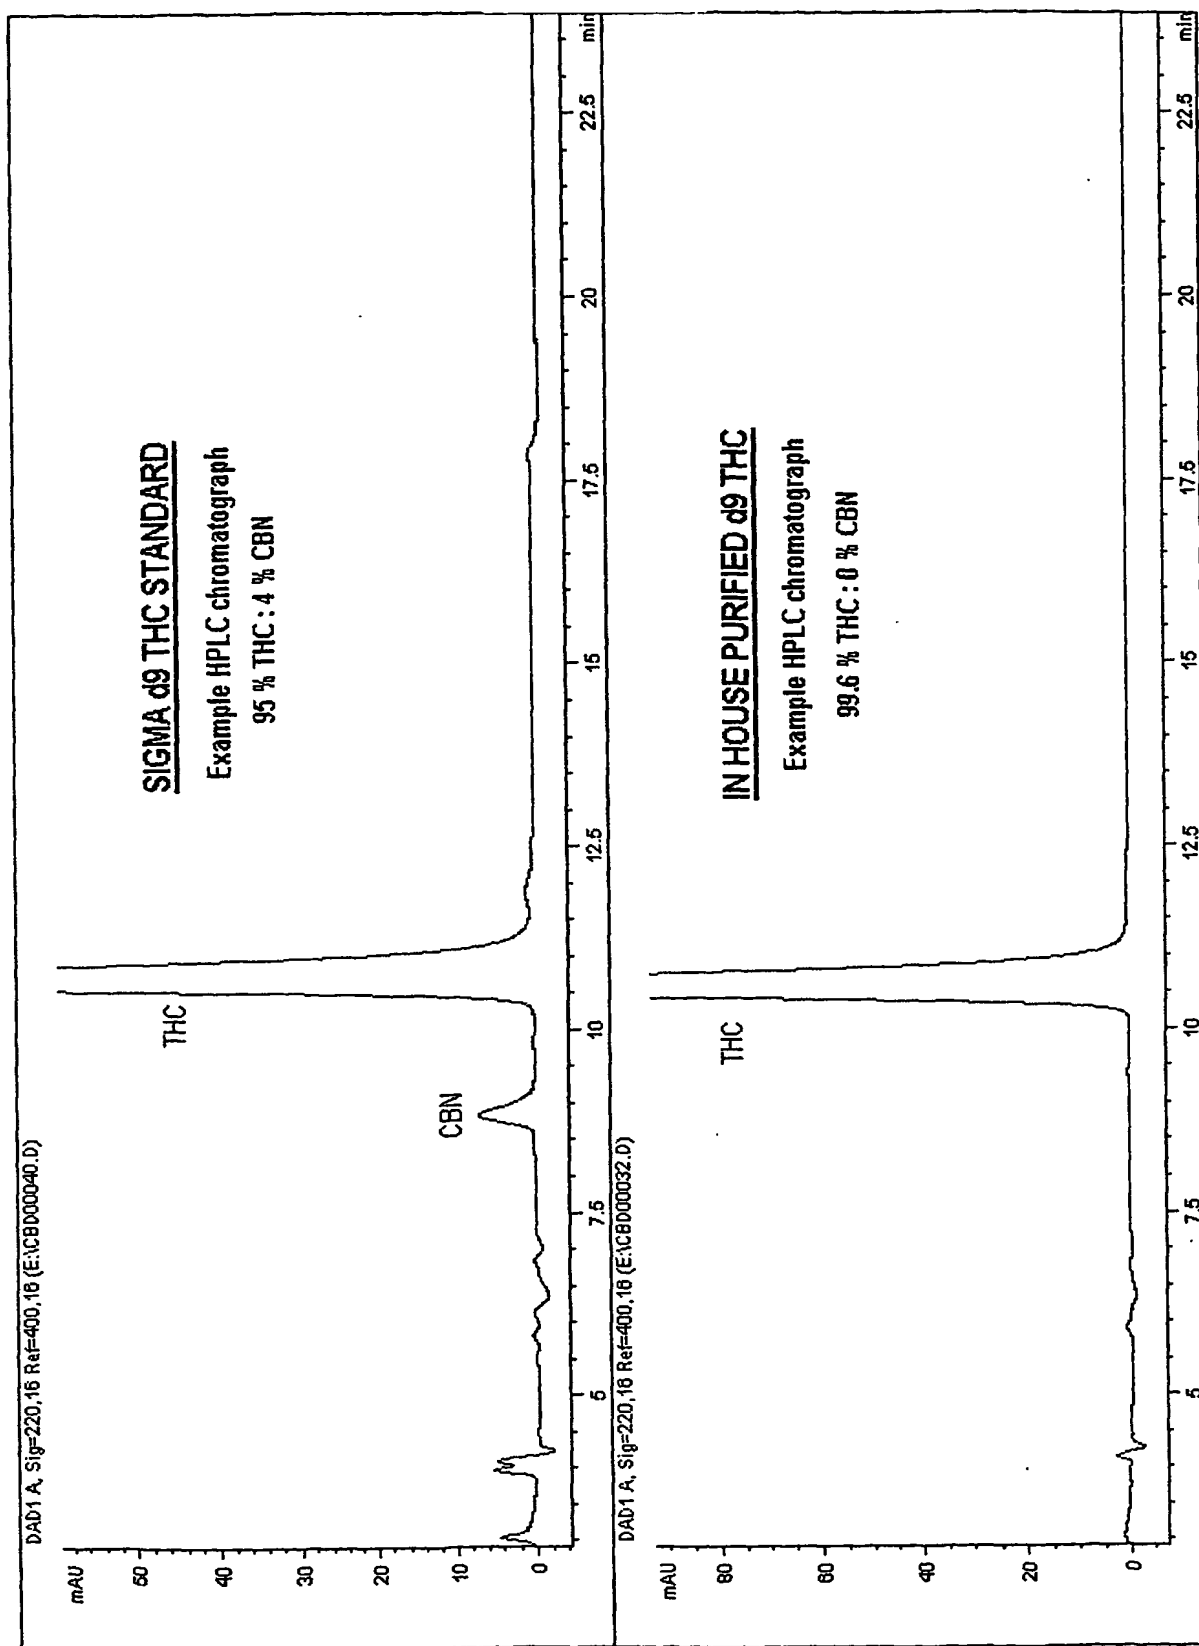 DAD1 A, Sig=220,16 Ref=400,16 (E:\CBD00040.D)
mAU
50
40
30
20
10
0
SIGMA d9 THC STANDARD
Example HPLC chromatograph
95 % THC : 4 % CBN
THC
CBN
5
7.5
10
12.5
15
17.5
20
22.5
min
DAD1 A, Sig=220,16 Ref=400,16 (E:\CBD00032.D)
mAU
80
60
40
20
0
IN HOUSE PURIFIED d9 THC
Example HPLC chromatograph
99.6 % THC : 0 % CBN
THC
5
7.5
10
12.5
15
17.5
20
22.5
min